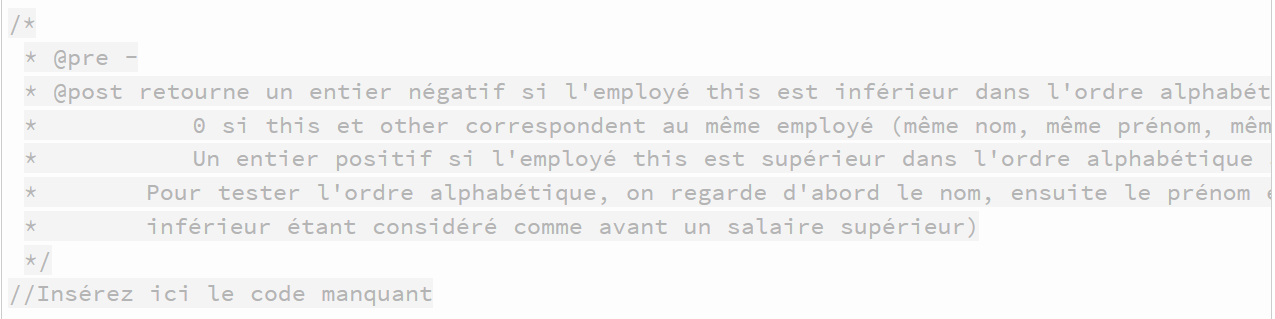 /*
* @pre -
* @post retourne un entier négatif si l'employé this est inférieur dans l'ordre
* 0 si this et other correspondent au même employé (même nom, même prénom,
* Un entier positif si l'employé this est supérieur dans l'ordre alphabétique
* Pour tester l'ordre alphabétique, on regarde d'abord le nom, ensuite le prénom
* inférieur étant considéré comme avant un salaire supérieur)
*/
//Insérez ici le code manquant